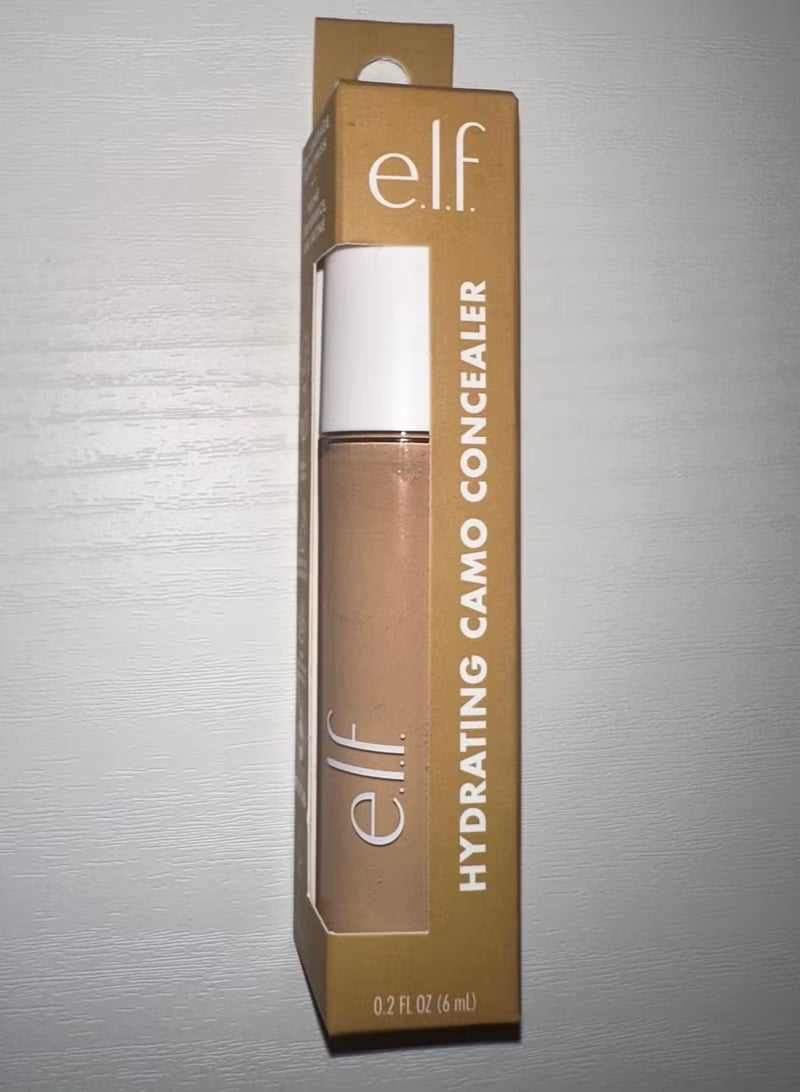 e.l.f.
HYDRATING CAMO CONCEALER
e.l.f.
0.2 FL OZ (6 mL)